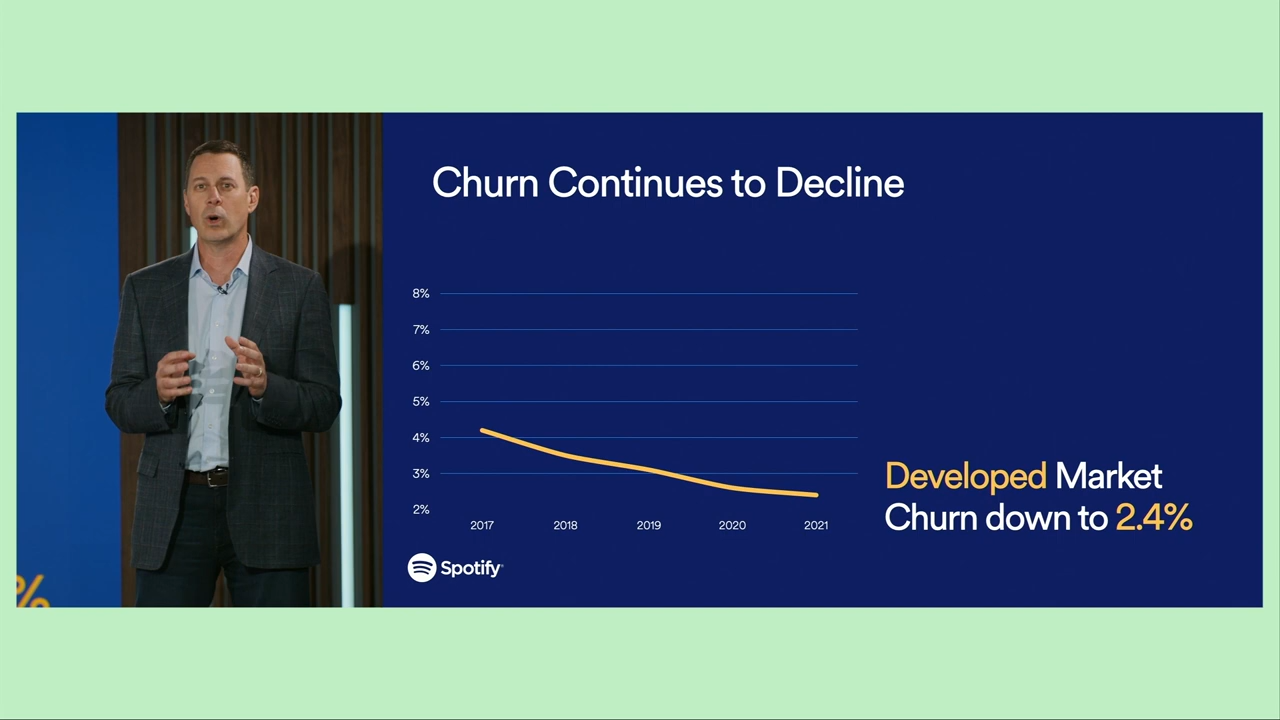 Churn Continues to Decline
8%
7%
6%
5%
4%
3%
2%
2017 2018 2019 2020 2021
Developed Market
Churn down to 2.4%
Spotify
%